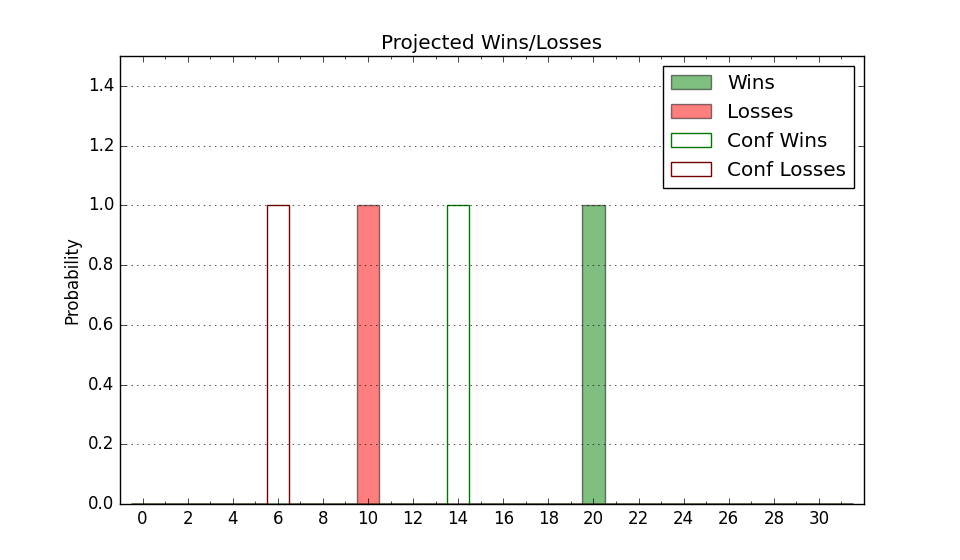 Projected Wins/Losses
1.4
1.2
1.0
0.8
0.6
0.4
0.2
0.0
Probability
Wins
Losses
Conf Wins
Conf Losses
0 2 4 6 8 10 12 14 16 18 20 22 24 26 28 30